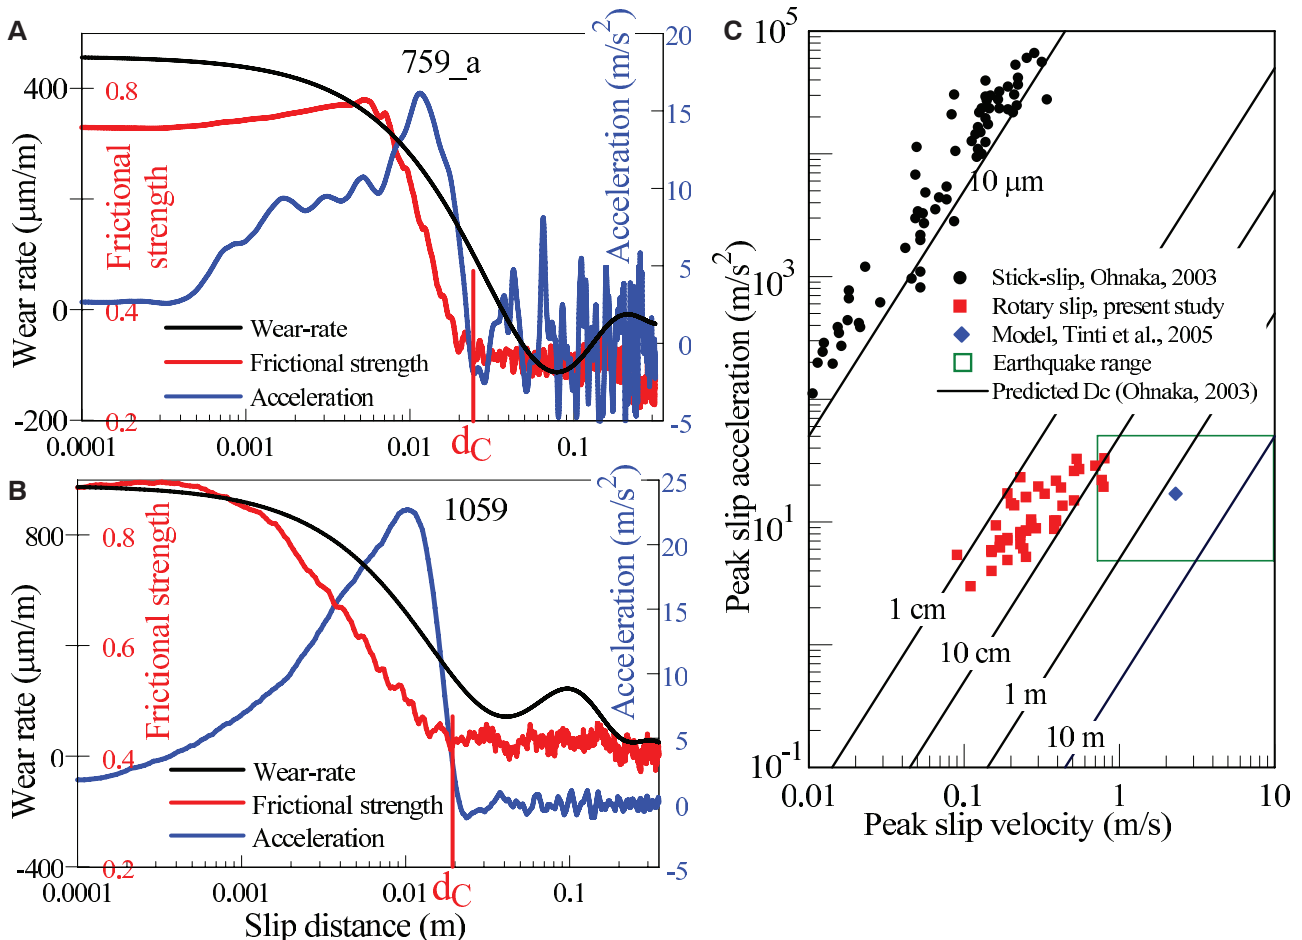 A
759_a
Wear rate (μm/m)
400
0
-200
Frictional
strength
0.8
0.4
0.2
Acceleration (m/s²)
20
15
10
5
0
-5
Wear-rate
Frictional strength
Acceleration
0.0001
0.001
0.01
0.1
dC
B
1059
Wear rate (μm/m)
800
0
-400
Frictional strength
0.8
0.6
0.4
0.2
Acceleration (m/s²)
25
20
15
10
5
0
-5
Wear-rate
Frictional strength
Acceleration
0.0001
0.001
0.01
0.1
dC
Slip distance (m)
C
Peak slip acceleration (m/s²)
10⁵
10³
10¹
10⁻¹
10 μm
Stick-slip, Ohnaka, 2003
Rotary slip, present study
Model, Tinti et al., 2005
Earthquake range
Predicted Dc (Ohnaka, 2003)
1 cm
10 cm
1 m
10 m
0.01
0.1
1
10
Peak slip velocity (m/s)